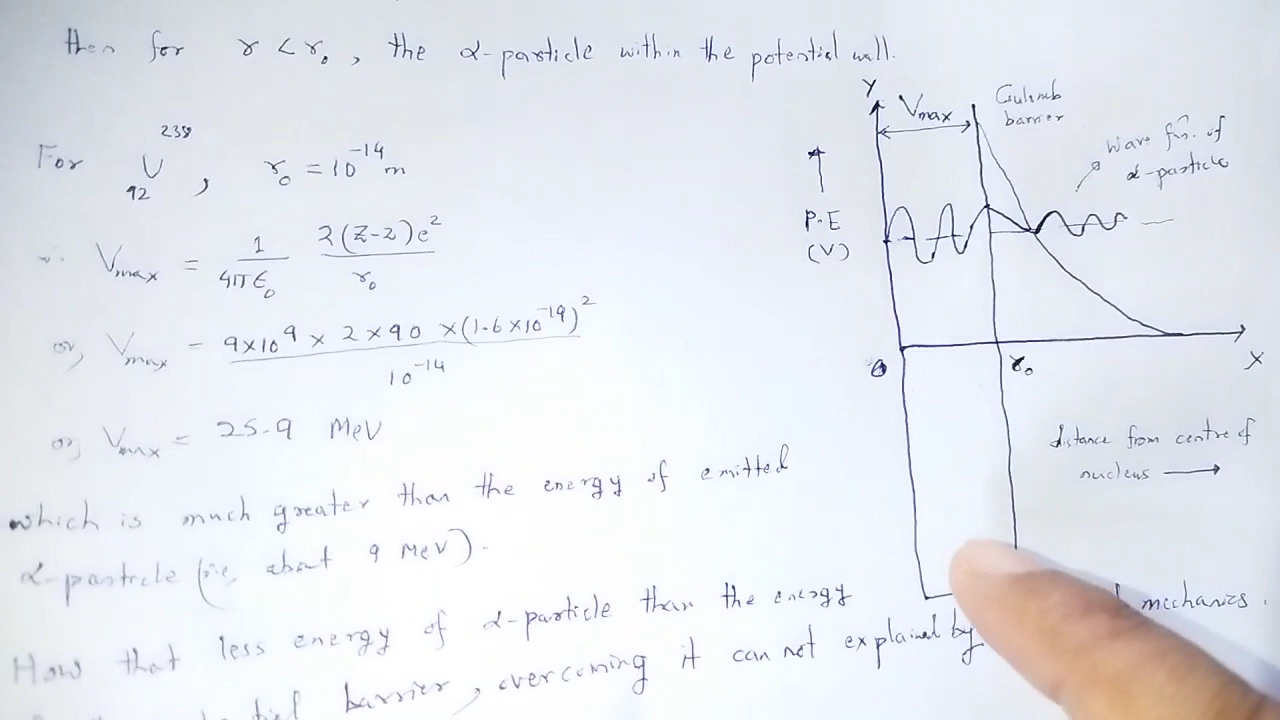 then for r < r₀, the α-particle within the potential wall.
For ₉₂U²³⁸, r₀ = 10⁻¹⁴ m
∴ Vmax = 1/4πϵ₀ 2(Z-2)e²/r₀
or, Vmax = 9×10⁹ × 2×90 × (1.6×10⁻¹⁹)²/10⁻¹⁴
or, Vmax = 25.9 MeV
which is much greater than the energy of emitted
α-particle (i.e, about 9 MeV).
How that less energy of α-particle than the energy
barrier, overcoming it can not explained by
mechanics.
Y
Vmax
Coulomb
barrier
Wave fn. of
α-particle
P.E
(V)
O
r₀
X
distance from centre of
nucleus →